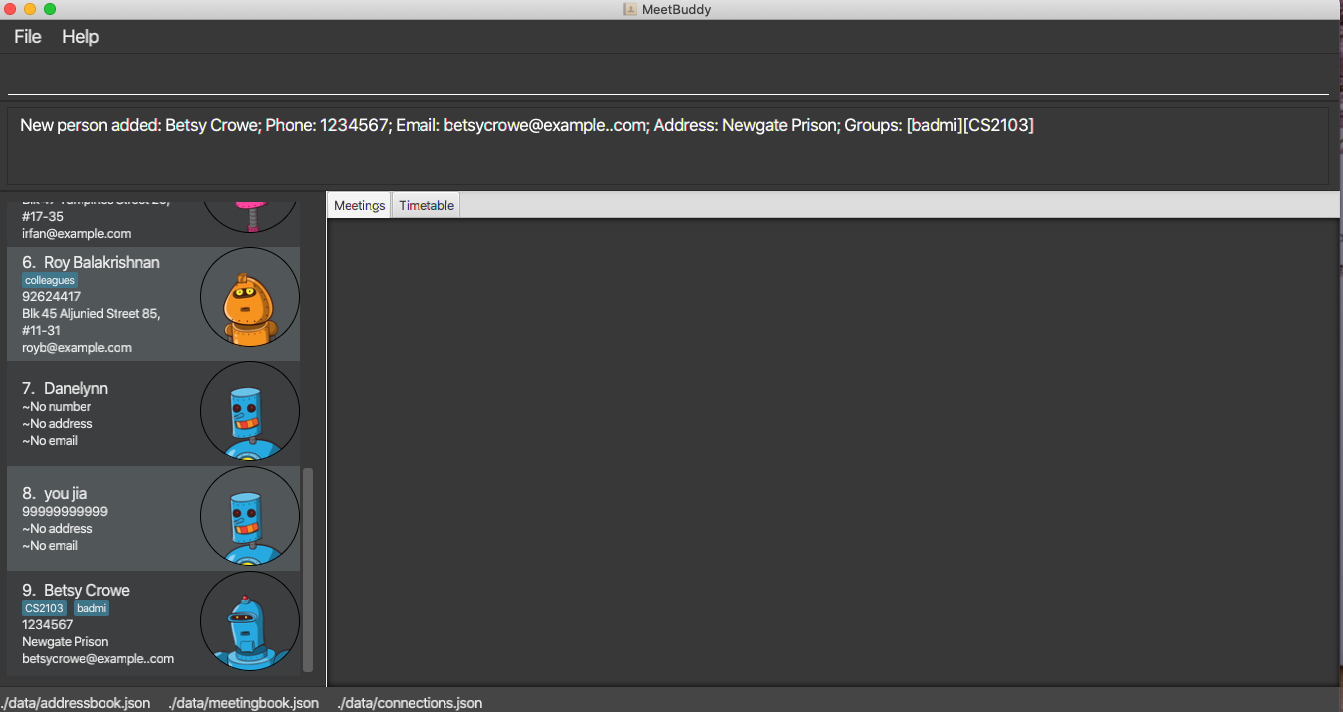 MeetBuddy
File Help
New person added: Betsy Crowe; Phone: 1234567; Email: betsycrowe@example..com; Address: Newgate Prison; Groups: [badmi][CS2103]
Meetings Timetable
#17-35
irfan@example.com
6. Roy Balakrishnan
colleagues
92624417
Blk 45 Aljunied Street 85,
#11-31
royb@example.com
7. Danelynn
~No number
~No address
~No email
8. you jia
99999999999
~No address
~No email
9. Betsy Crowe
CS2103 badmi
1234567
Newgate Prison
betsycrowe@example..com
./data/addressbook.json ./data/meetingbook.json ./data/connections.json